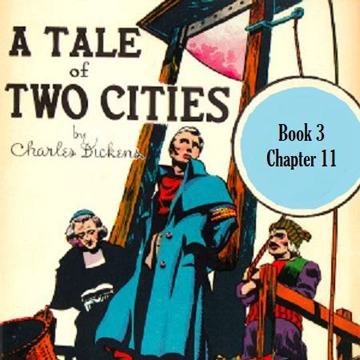 A TALE
of
TWO CITIES
by
Charles Dickens
Book 3
Chapter 11